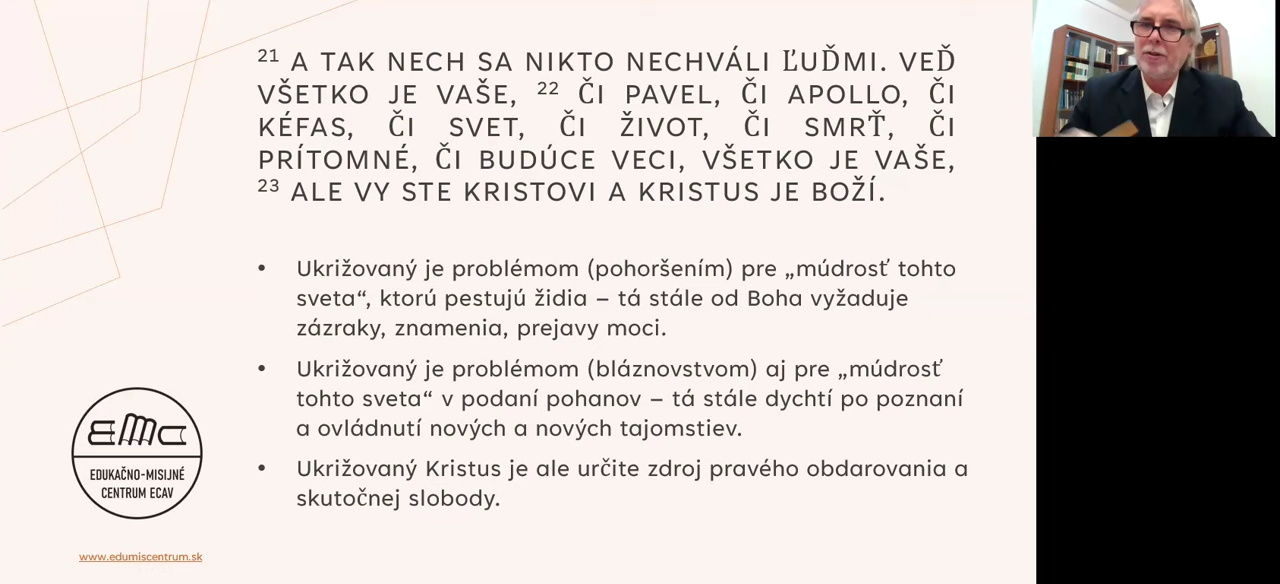 ²¹ A TAK NECH SA NIKTO NECHVÁLI ĽUĎMI. VEĎ
VŠETKO JE VAŠE, ²² ČI PAVEL, ČI APOLLO, ČI
KÉFAS, ČI SVET, ČI ŽIVOT, ČI SMRŤ, ČI
PRÍTOMNÉ, ČI BUDÚCE VECI, VŠETKO JE VAŠE,
²³ ALE VY STE KRISTOVI A KRISTUS JE BOŽÍ.
• Ukrižovaný je problémom (pohoršením) pre „múdrosť tohto
sveta“, ktorú pestujú židia – tá stále od Boha vyžaduje
zázraky, znamenia, prejavy moci.
• Ukrižovaný je problémom (bláznovstvom) aj pre „múdrosť
tohto sveta“ v podaní pohanov – tá stále dychtí po poznaní
a ovládnutí nových a nových tajomstiev.
• Ukrižovaný Kristus je ale určite zdroj pravého obdarovania a
skutočnej slobody.
EMC
EDUKAČNO-MISIJNÉ
CENTRUM ECAV
www.edumiscentrum.sk